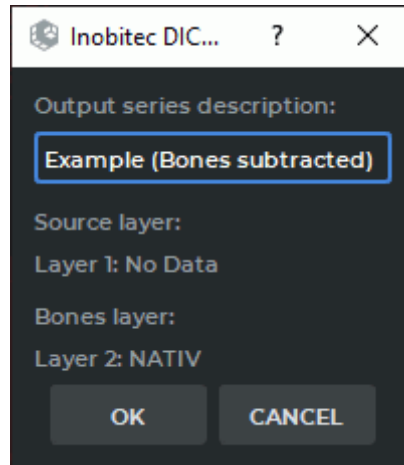 Inobitec DIC... ? ×
Output series description:
Example (Bones subtracted)
Source layer:
Layer 1: No Data
Bones layer:
Layer 2: NATIV
OK CANCEL